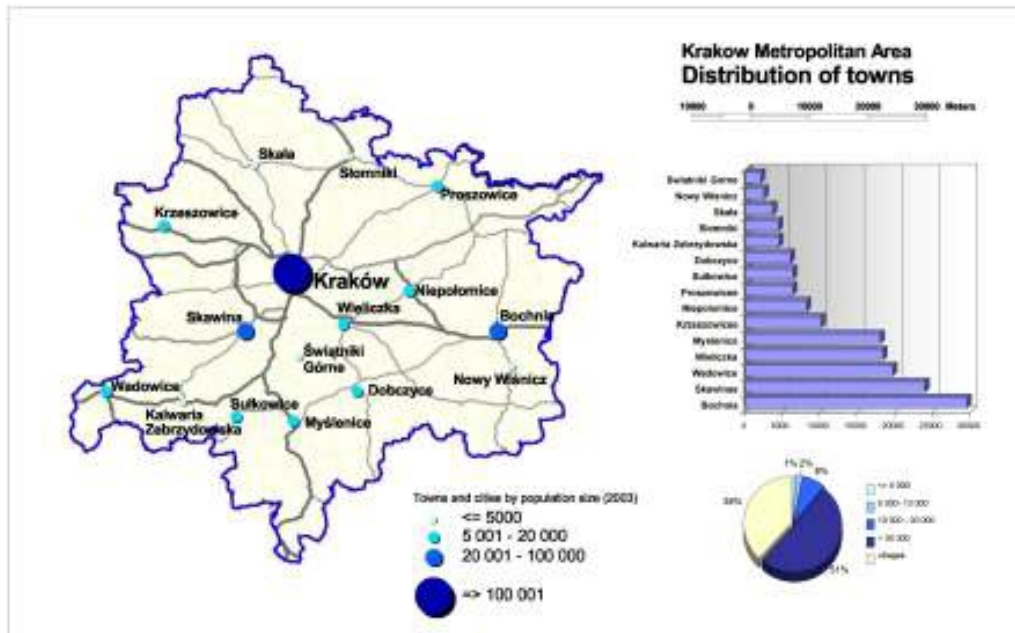 Krakow Metropolitan Area
Distribution of towns
10000 0 10000 20000 30000 Meters
Skała
Słomniki
Proszowice
Krzeszowice
Kraków
Niepołomice
Wieliczka
Skawina
Bochnia
Świątniki
Górne
Nowy Wiśnicz
Wadowice
Dobczyce
Kalwaria
Zebrzydowska
Sułkowice
Myślenice
Towns and cities by population size (2003)
<= 5000
5 001 - 20 000
20 001 - 100 000
=> 100 001
Swiatniki Gorne
Nowy Wisnicz
Skala
Slomniki
Kalwaria Zebrzydowska
Dobczyce
Sulkowice
Proszowice
Niepolomice
Krzeszowice
Myslenice
Wieliczka
Wadowice
Skawinaa
Bochnia
0 5000 10000 15000 20000 25000 30000
1% 2%
51%
villages